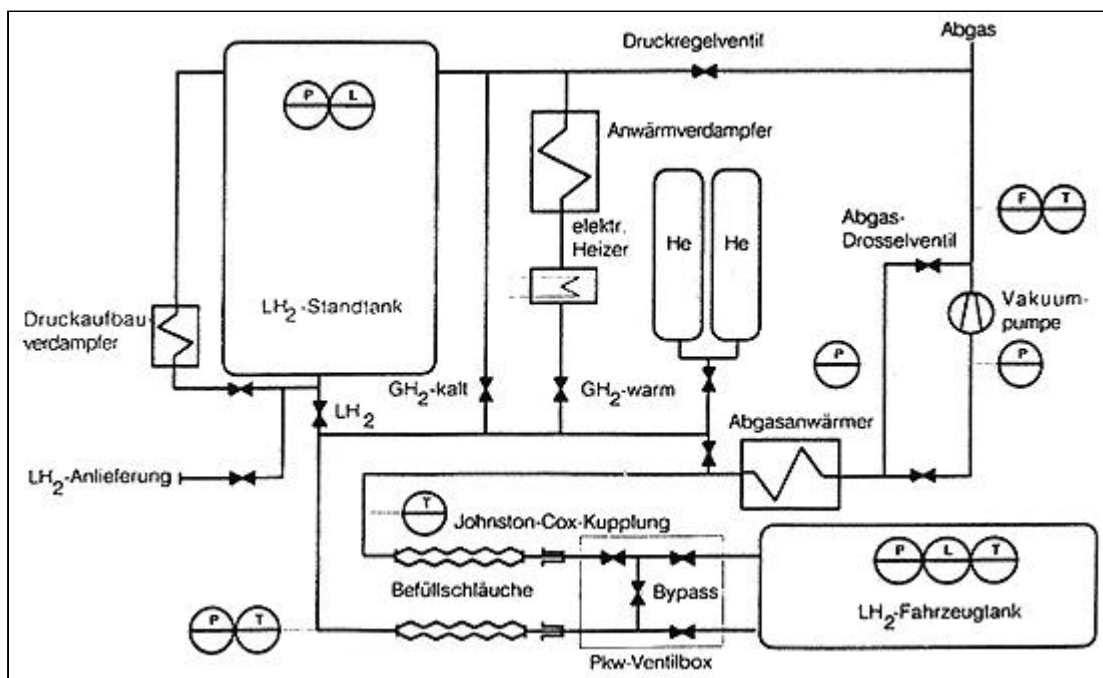 Abgas
Druckregelventil
P L
Anwärmverdampfer
elektr.
Heizer
He He
F T
Abgas-
Drosselventil
LH2-Standtank
Druckaufbau-
verdampfer
Vakuum-
pumpe
P
P
GH2-kalt
GH2-warm
LH2
Abgasanwärmer
LH2-Anlieferung
T
Johnston-Cox-Kupplung
P L T
Befüllschläuche
Bypass
LH2-Fahrzeugtank
P T
Pkw-Ventilbox